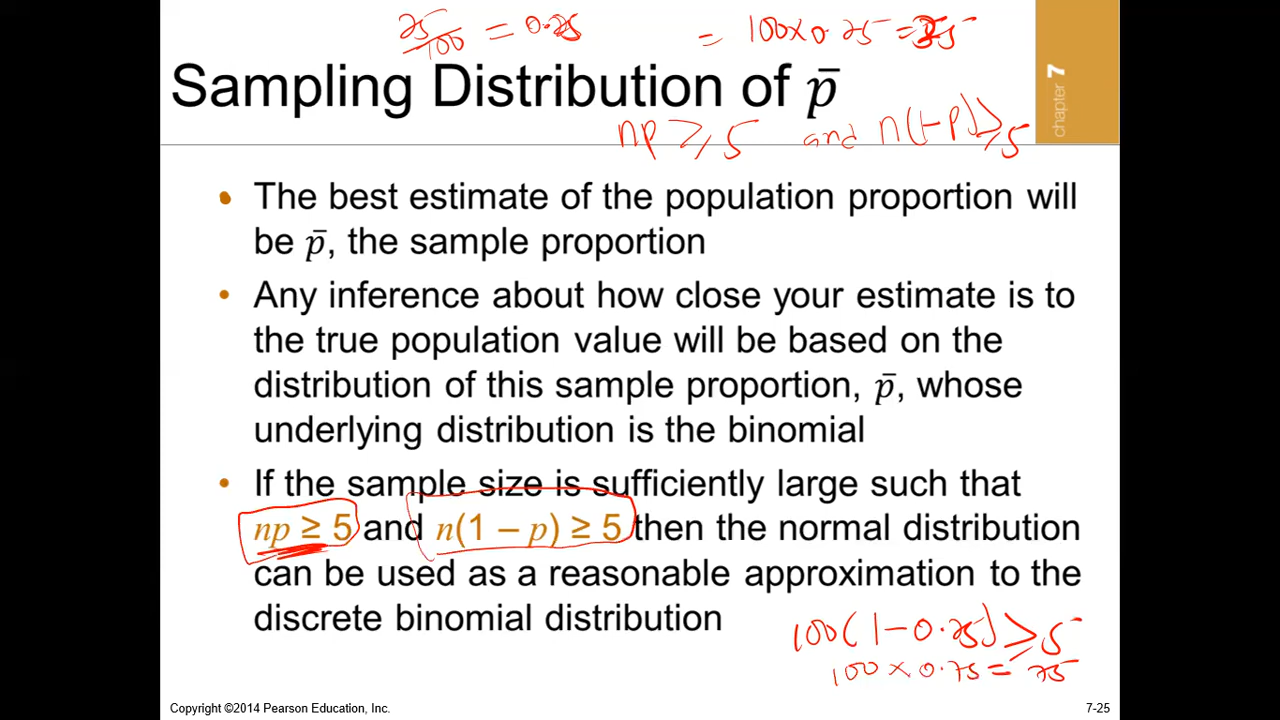 25/100 = 0.25 = 100×0.25 = 25
chapter 7
Sampling Distribution of p̄
np ≥ 5 and n(1-p) ≥ 5
• The best estimate of the population proportion will
be p̄, the sample proportion
• Any inference about how close your estimate is to
the true population value will be based on the
distribution of this sample proportion, p̄, whose
underlying distribution is the binomial
• If the sample size is sufficiently large such that
np ≥ 5 and n(1 – p) ≥ 5 then the normal distribution
can be used as a reasonable approximation to the
discrete binomial distribution
100(1-0.25) ≥ 5
100 × 0.75 = 75
Copyright ©2014 Pearson Education, Inc. 7-25